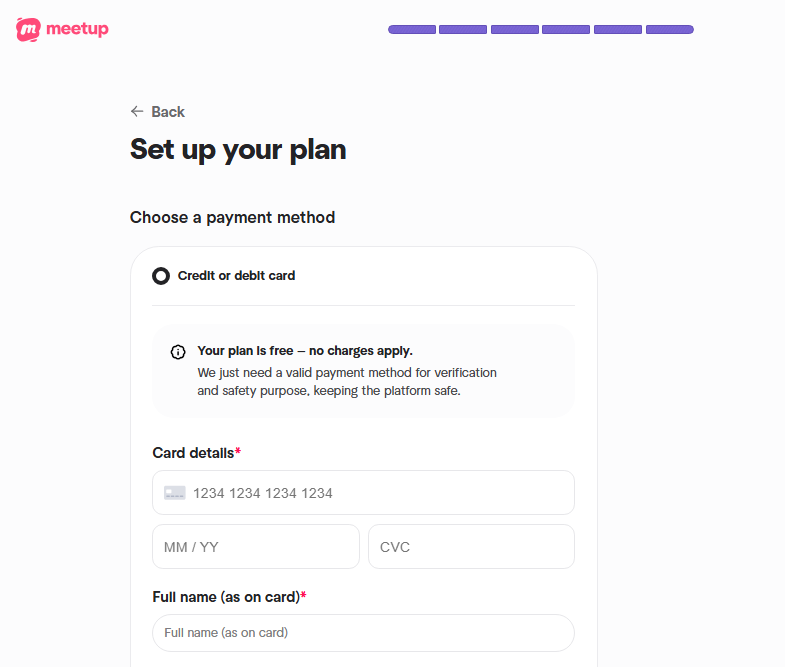 meetup
Back
Set up your plan
Choose a payment method
Credit or debit card
Your plan is free – no charges apply.
We just need a valid payment method for verification
and safety purpose, keeping the platform safe.
Card details*
1234 1234 1234 1234
MM / YY
CVC
Full name (as on card)*
Full name (as on card)